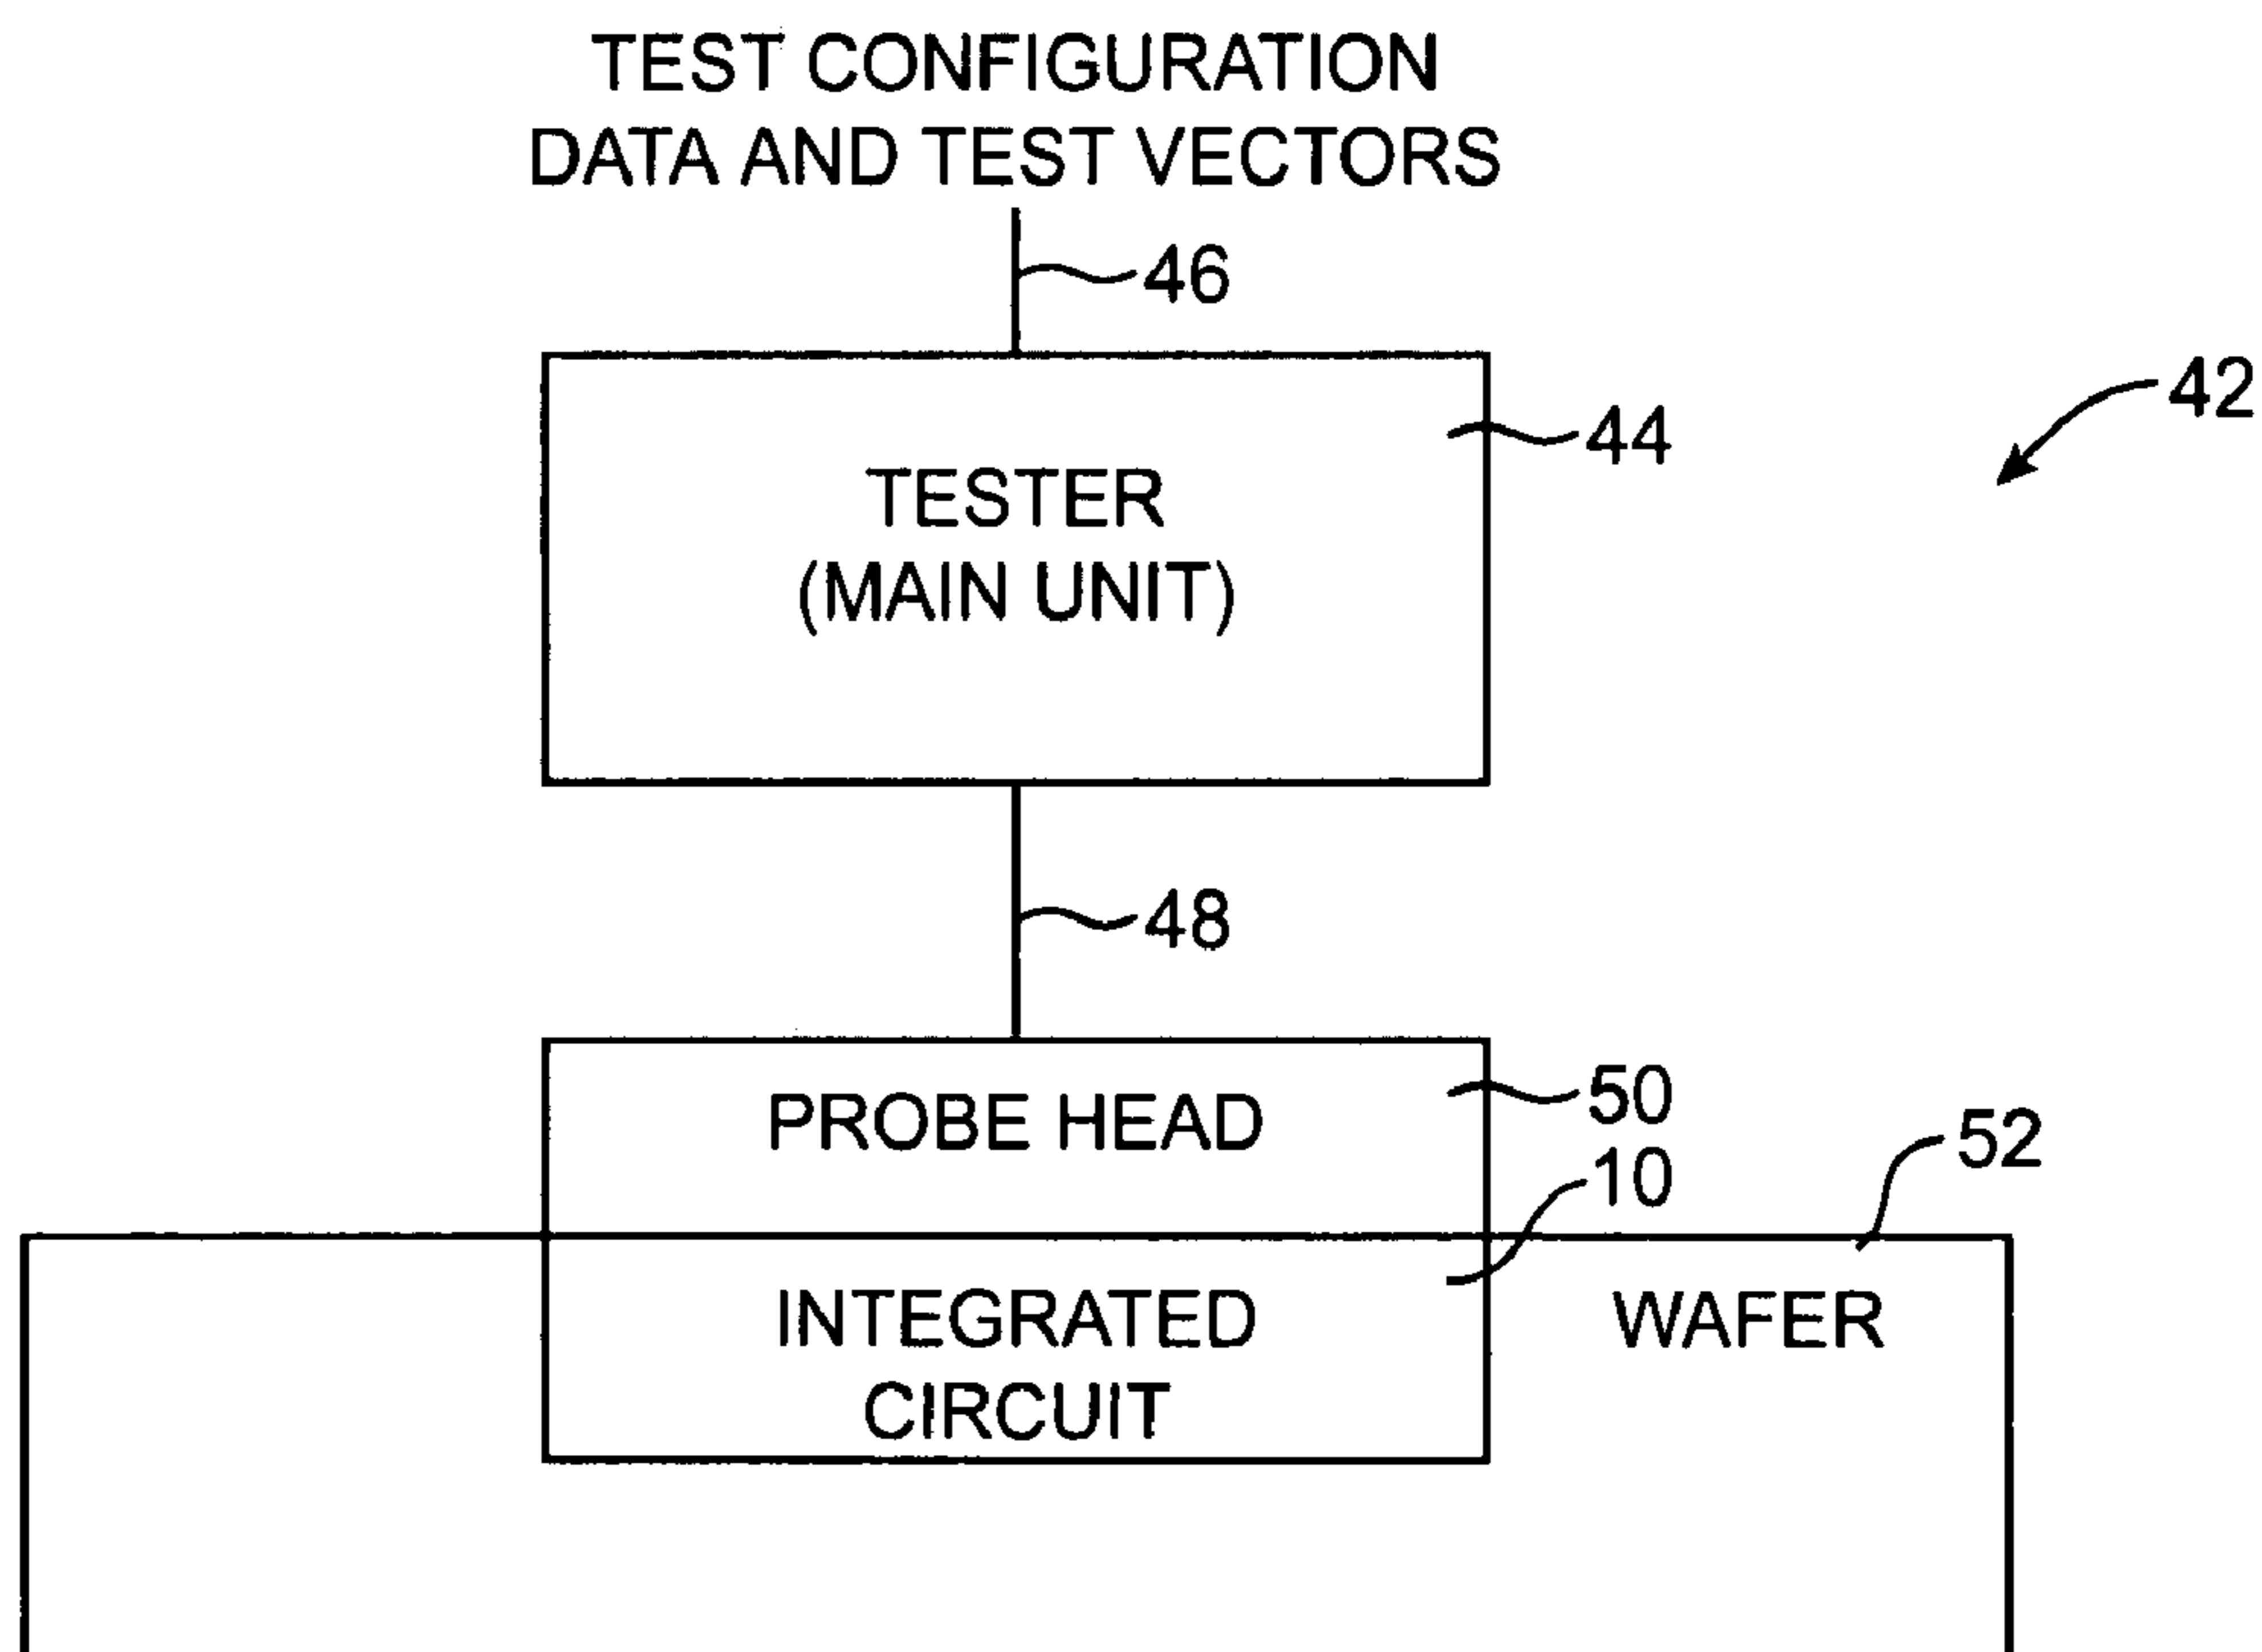 TEST CONFIGURATION
DATA AND TEST VECTORS
46
42
44
TESTER
(MAIN UNIT)
48
50
PROBE HEAD
52
10
INTEGRATED
CIRCUIT
WAFER